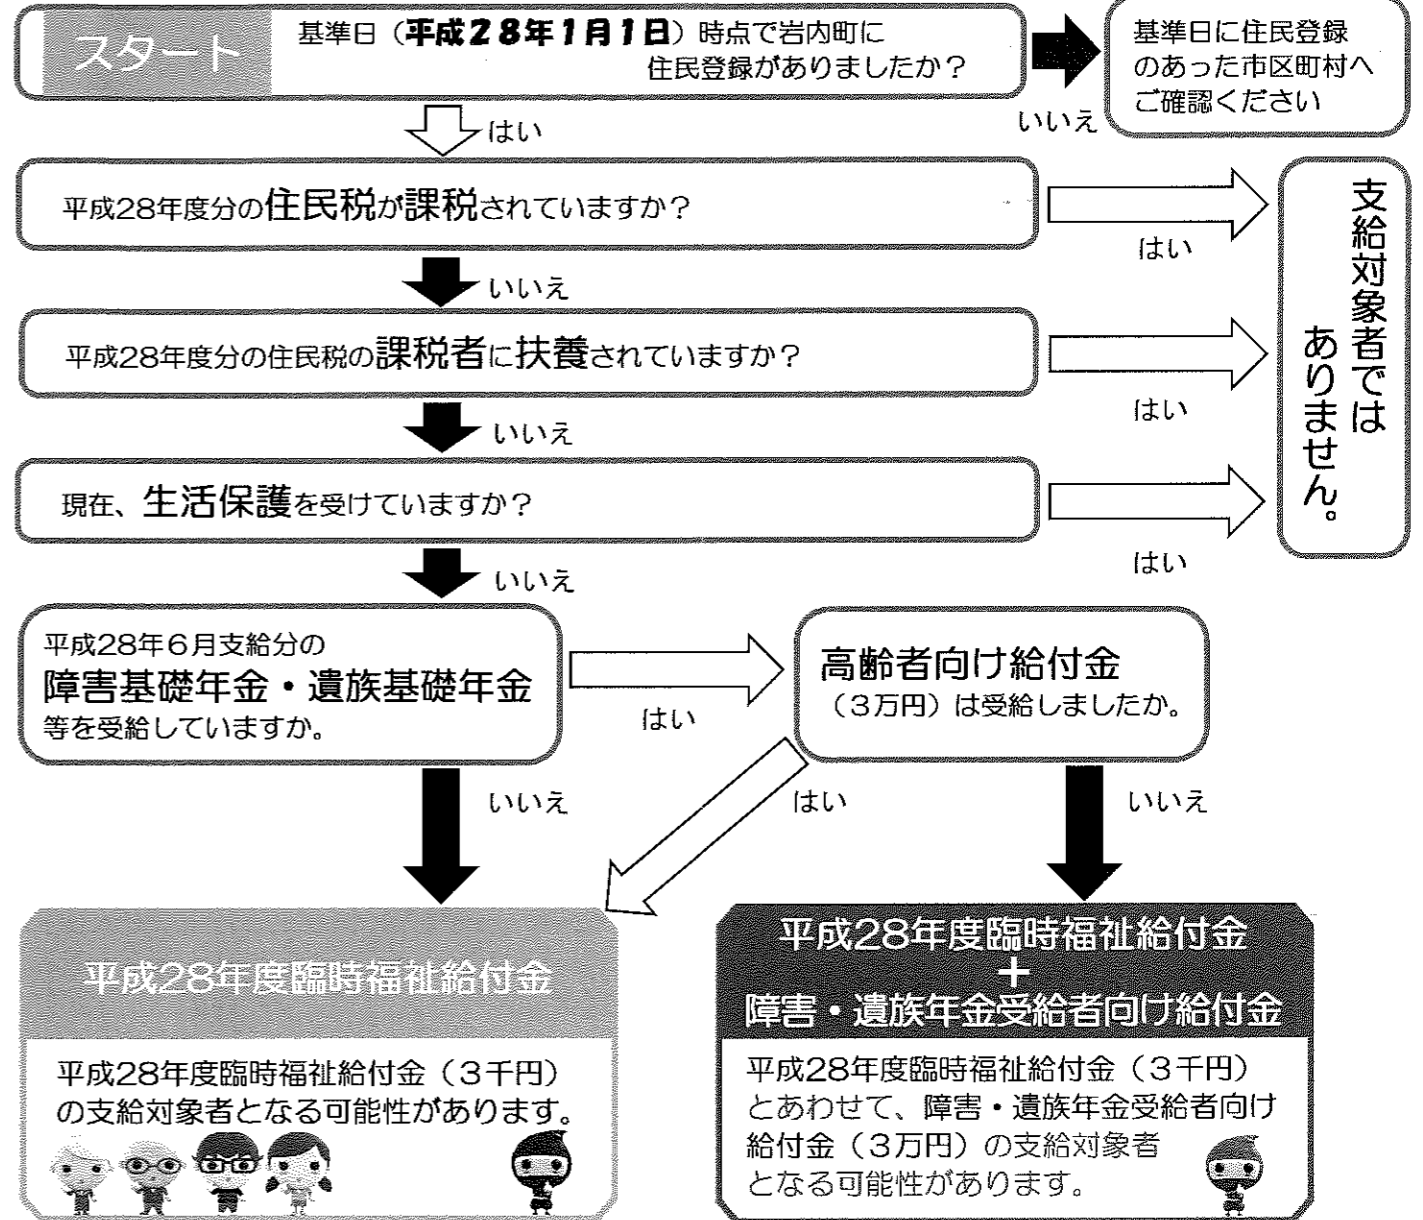 スタート
基準日（平成２８年１月１日）時点で岩内町に
住民登録がありましたか？
いいえ
基準日に住民登録
のあった市区町村へ
ご確認ください
はい
平成28年度分の住民税が課税されていますか？
はい
支給対象者では
ありません。
いいえ
平成28年度分の住民税の課税者に扶養されていますか？
はい
いいえ
現在、生活保護を受けていますか？
はい
いいえ
平成28年６月支給分の
障害基礎年金・遺族基礎年金
等を受給していますか。
はい
高齢者向け給付金
（３万円）は受給しましたか。
いいえ
はい
いいえ
平成28年度臨時福祉給付金
平成28年度臨時福祉給付金（３千円）
の支給対象者となる可能性があります。
平成28年度臨時福祉給付金
＋
障害・遺族年金受給者向け給付金
平成28年度臨時福祉給付金（３千円）
とあわせて、障害・遺族年金受給者向け
給付金（３万円）の支給対象者
となる可能性があります。